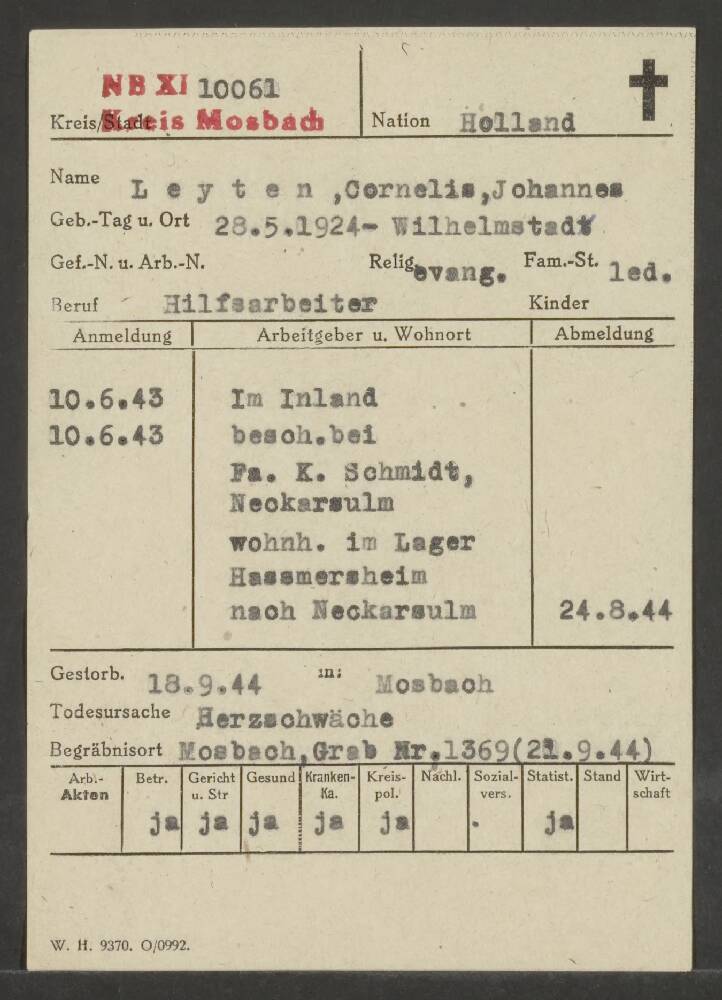 NB XI 10061
Kreis/Stadt Kreis Mosbach Nation Holland
Name Leyten ,Cornelis,Johannes
Geb.-Tag u. Ort 28.5.1924- Wilhelmstadt
Gef.-N. u. Arb.-N. Relig. evang. Fam.-St. led.
Beruf Hilfsarbeiter Kinder
Anmeldung Arbeitgeber u. Wohnort Abmeldung
10.6.43 Im Inland
10.6.43 besch.bei
Fa. K. Schmidt,
Neckarsulm
wohnh. im Lager
Hassmersheim
nach Neckarsulm 24.8.44
Gestorb. 18.9.44 in: Mosbach
Todesursache Herzschwäche
Begräbnisort Mosbach,Grab Nr.1369(21.9.44)
Arb.- Betr. Gericht Gesund Kranken- Kreis- Nachl. Sozial- Statist. Stand Wirt-
Akten u. Str Ka. pol. vers. schaft
ja ja ja ja ja ja
W. H. 9370. O/0992.